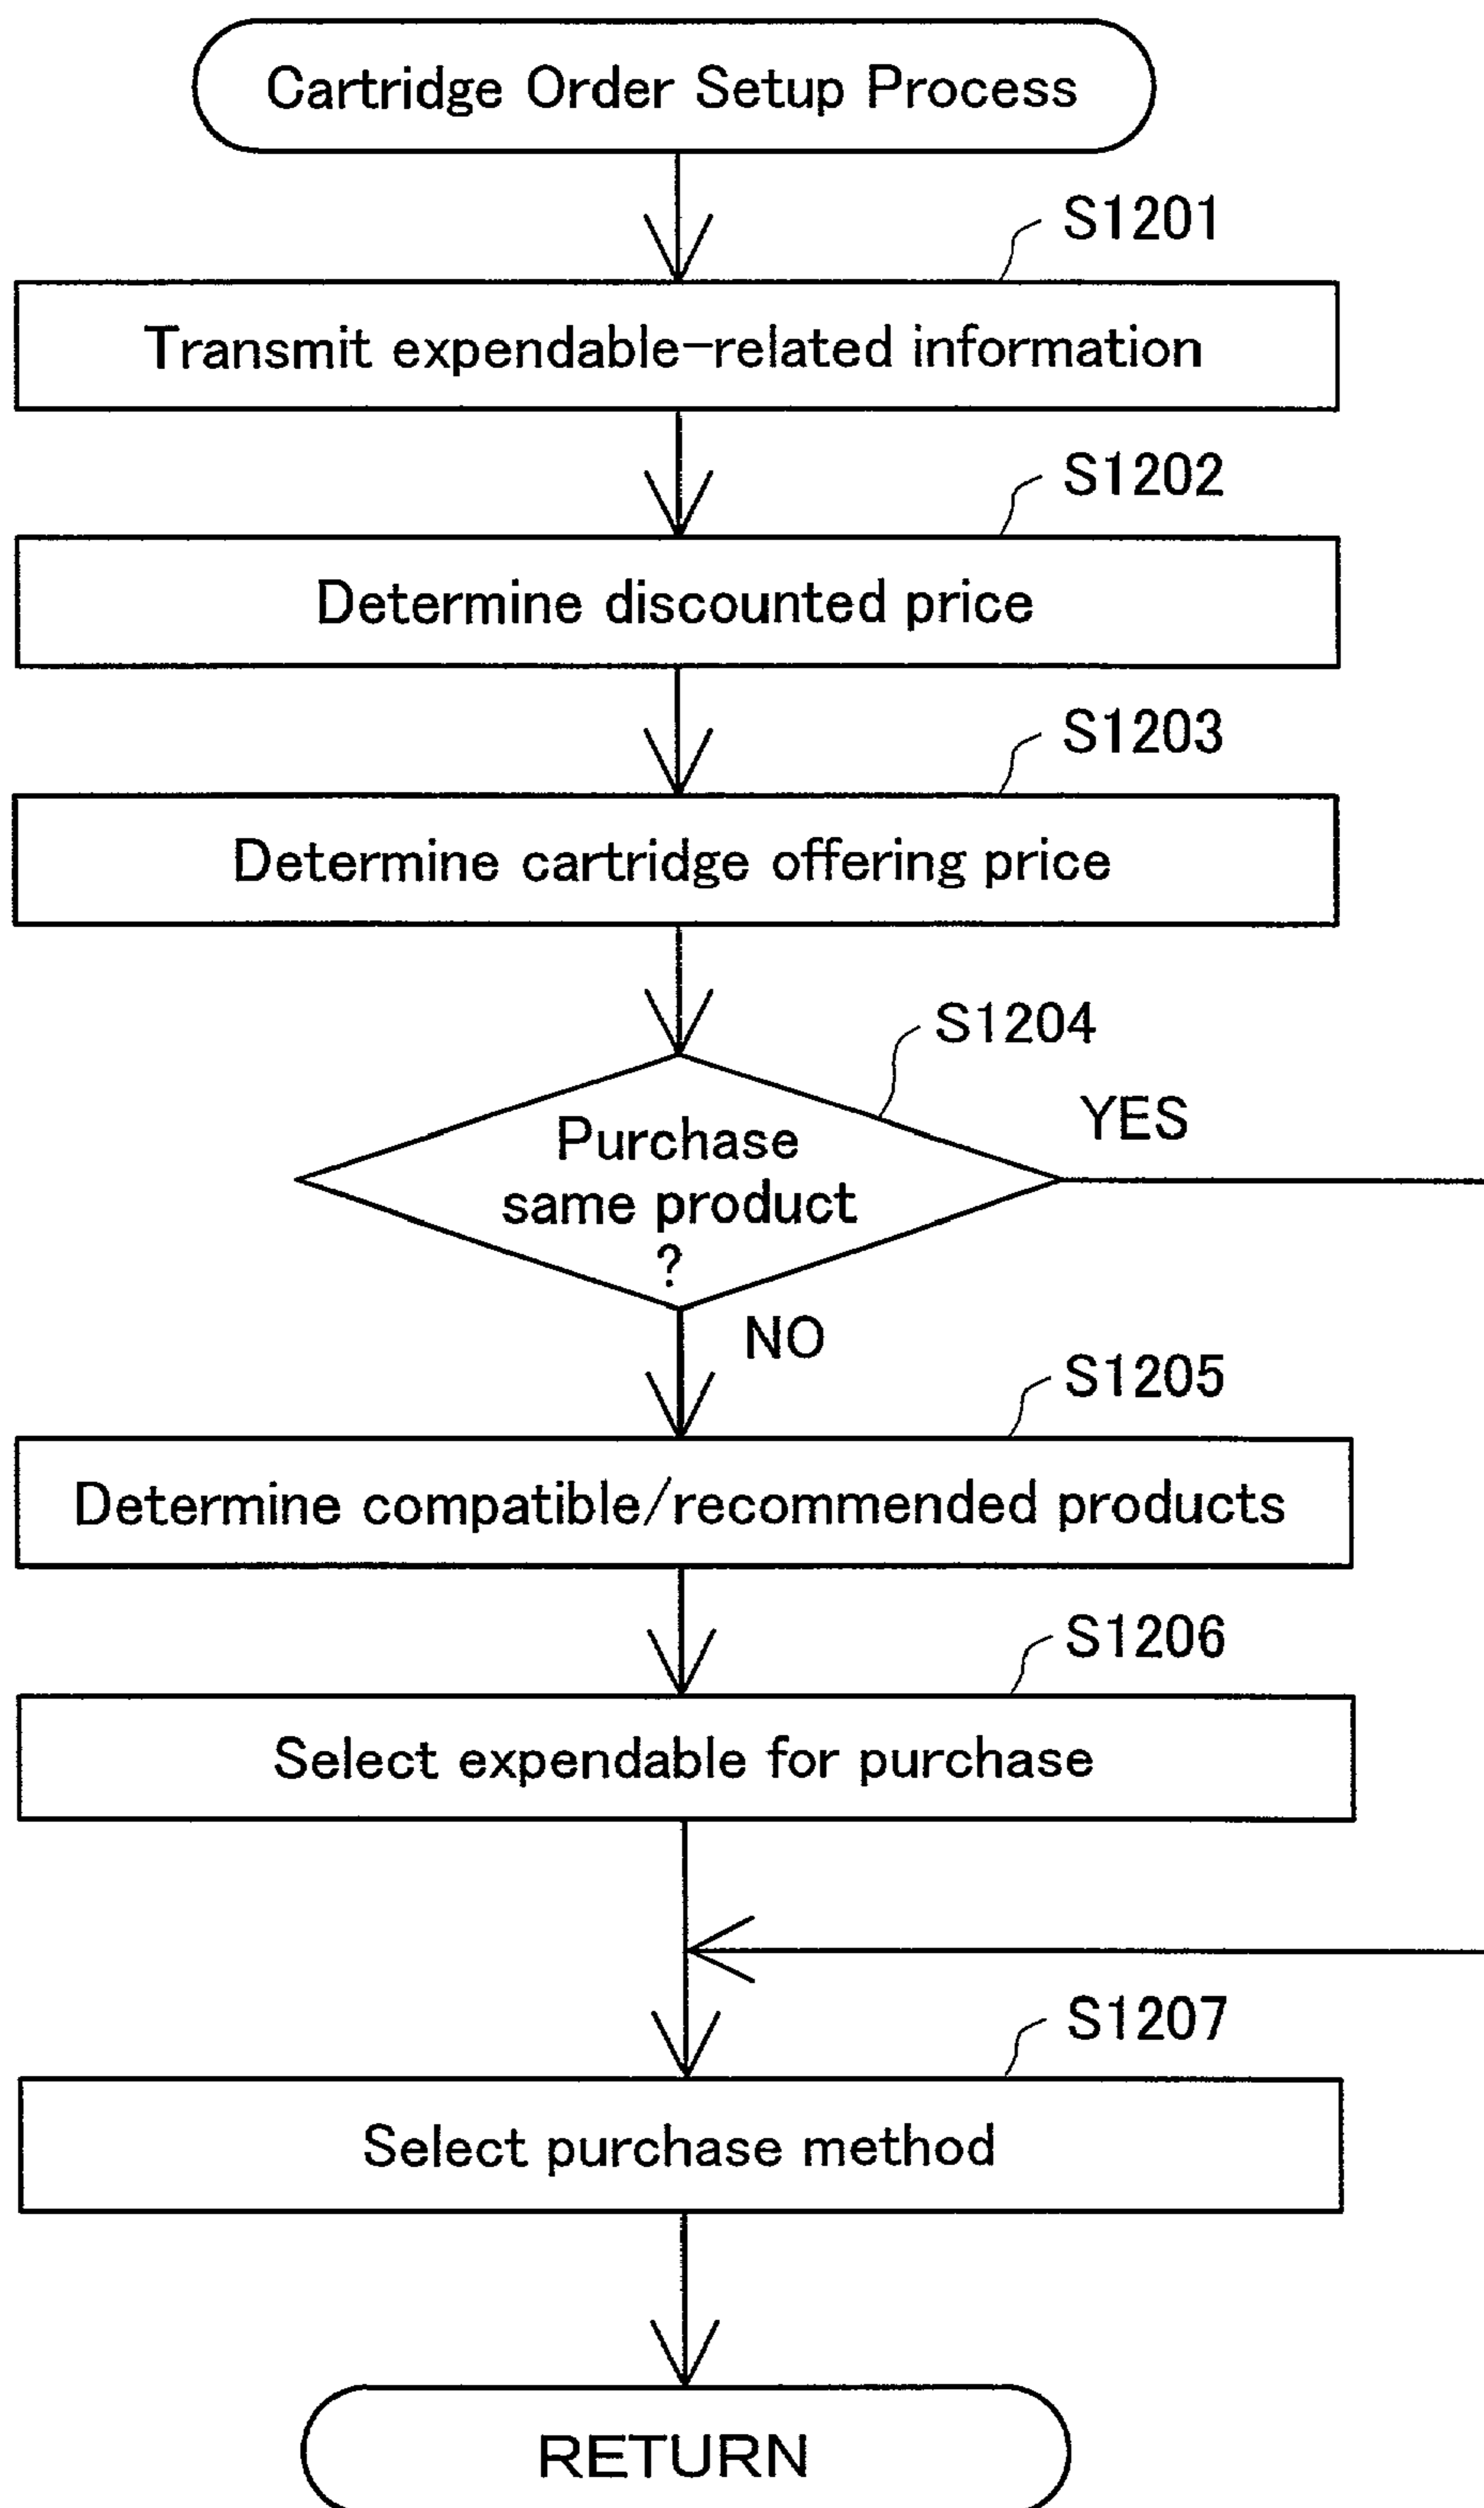 Cartridge Order Setup Process
S1201
Transmit expendable-related information
S1202
Determine discounted price
S1203
Determine cartridge offering price
S1204
YES
Purchase
same product
?
NO
S1205
Determine compatible/recommended products
S1206
Select expendable for purchase
S1207
Select purchase method
RETURN